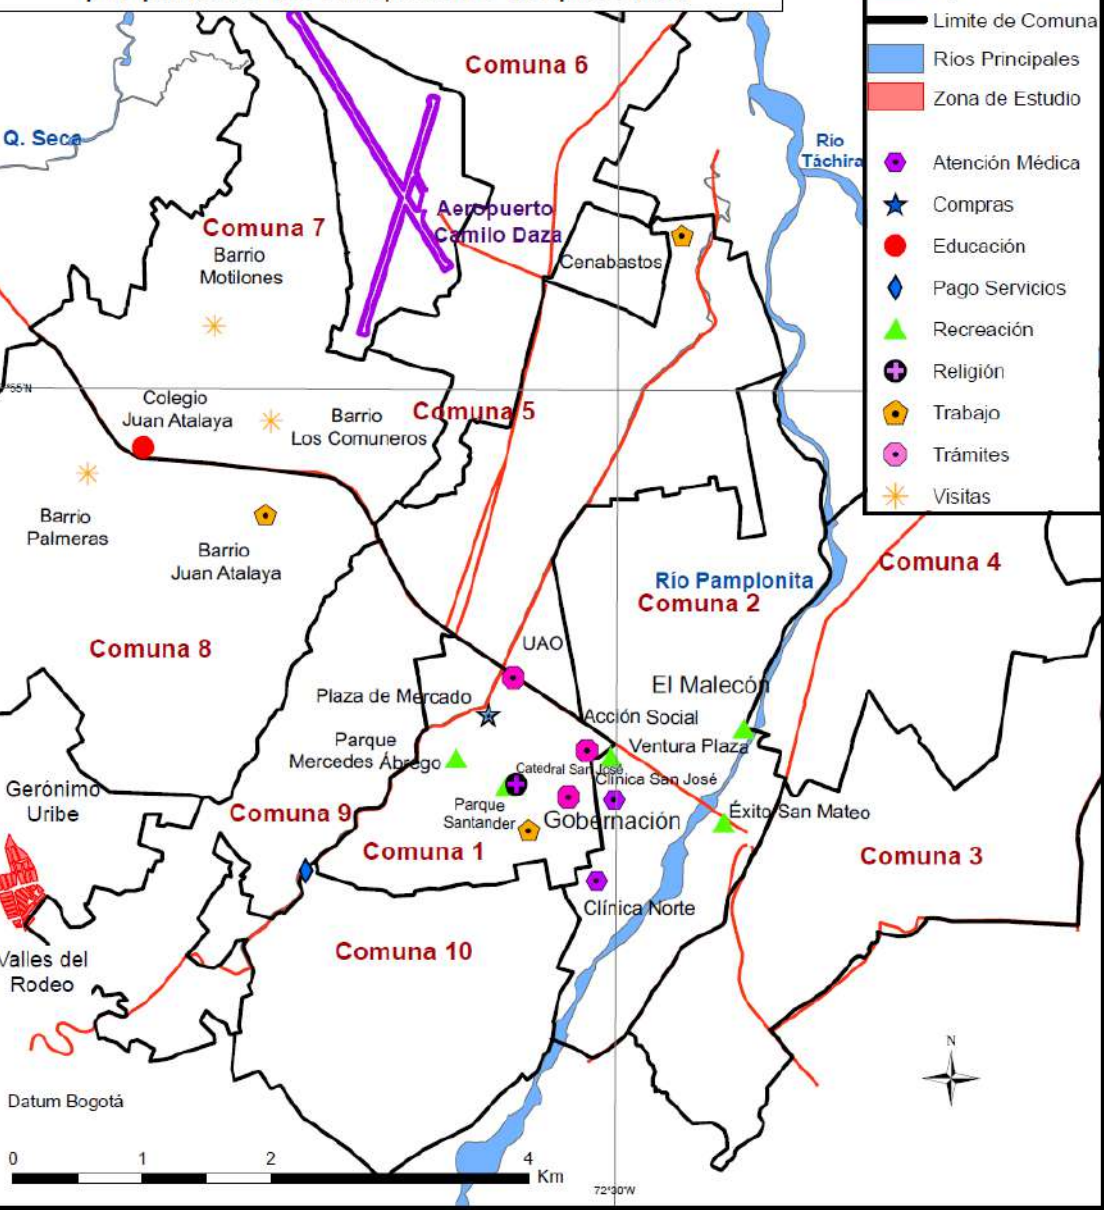 Comuna 6
Limite de Comuna
Ríos Principales
Zona de Estudio
Q. Seca
Río
Táchira
Atención Médica
Compras
Educación
Pago Servicios
Recreación
Religión
Trabajo
Trámites
Visitas
Comuna 7
Barrio
Motilones
Aeropuerto
Camilo Daza
Cenabastos
55'N
Colegio
Juan Atalaya
Barrio
Los Comuneros
Comuna 5
Barrio
Palmeras
Barrio
Juan Atalaya
Comuna 4
Río Pamplonita
Comuna 2
Comuna 8
UAO
El Malecón
Plaza de Mercado
Acción Social
Parque
Mercedes Ábrego
Ventura Plaza
Catedral San José
Clínica San José
Gerónimo
Uribe
Parque
Santander
Gobernación
Éxito San Mateo
Comuna 9
Comuna 1
Comuna 3
Clínica Norte
Comuna 10
Valles del
Rodeo
N
Datum Bogotá
0 1 2 4
Km
72°30'W